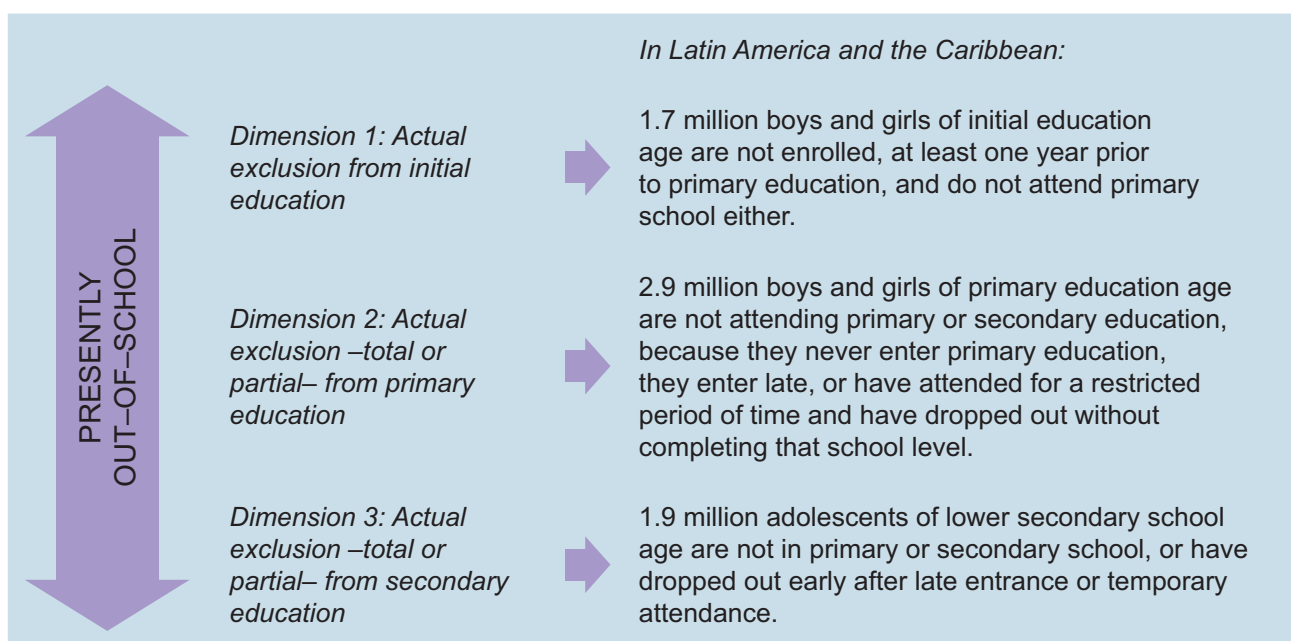 In Latin America and the Caribbean:
PRESENTLY
OUT–OF–SCHOOL
Dimension 1: Actual
exclusion from initial
education
1.7 million boys and girls of initial education
age are not enrolled, at least one year prior
to primary education, and do not attend primary
school either.
Dimension 2: Actual
exclusion –total or
partial– from primary
education
2.9 million boys and girls of primary education age
are not attending primary or secondary education,
because they never enter primary education,
they enter late, or have attended for a restricted
period of time and have dropped out without
completing that school level.
Dimension 3: Actual
exclusion –total or
partial– from secondary
education
1.9 million adolescents of lower secondary school
age are not in primary or secondary school, or have
dropped out early after late entrance or temporary
attendance.